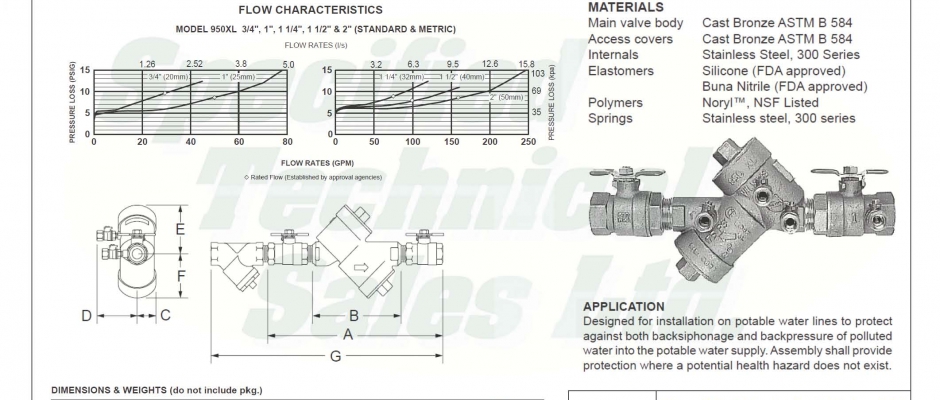 FLOW CHARACTERISTICS
MODEL 950XL 3/4", 1", 1 1/4", 1 1/2" & 2" (STANDARD & METRIC)
FLOW RATES (l/s)
1.26 2.52 3.8 5.0
3.2 6.3 9.5 12.6 15.8
PRESSURE LOSS (PSIG)
15
10
5
0
3/4" (20mm)
1" (25mm)
0 20 40 60 80
15
10
5
0
1 1/4" (32mm)
1 1/2" (40mm)
2" (50mm)
103
69
35
PRESSURE LOSS (kpa)
0 50 100 150 200 250
FLOW RATES (GPM)
◇ Rated Flow (Established by approval agencies)
E
F
D
C
B
A
G
DIMENSIONS & WEIGHTS (do not include pkg.)
MATERIALS
Main valve body Cast Bronze ASTM B 584
Access covers Cast Bronze ASTM B 584
Internals Stainless Steel, 300 Series
Elastomers Silicone (FDA approved)
Buna Nitrile (FDA approved)
Polymers Noryl™, NSF Listed
Springs Stainless steel, 300 series
APPLICATION
Designed for installation on potable water lines to protect
against both backsiphonage and backpressure of polluted
water into the potable water supply. Assembly shall provide
protection where a potential health hazard does not exist.
Specified
Technical
Sales Ltd